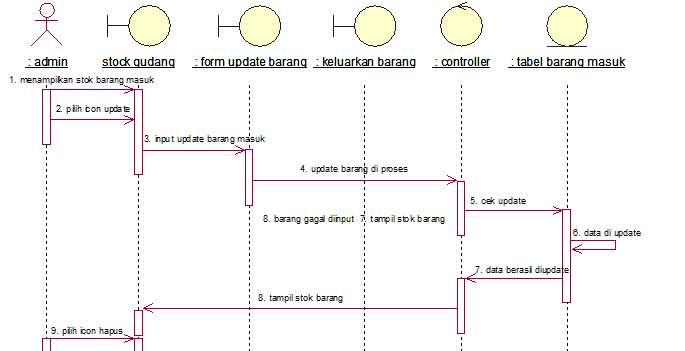 : admin
stock gudang
: form update barang
: keluarkan barang
: controller
: tabel barang masuk
1. menampilkan stok barang masuk
2. pilih icon update
3. input update barang masuk
4. update barang di proses
5. cek update
8. barang gagal diinput 7. tampil stok barang
6. data di update
7. data berasil diupdate
8. tampil stok barang
9. pilih icon hapus